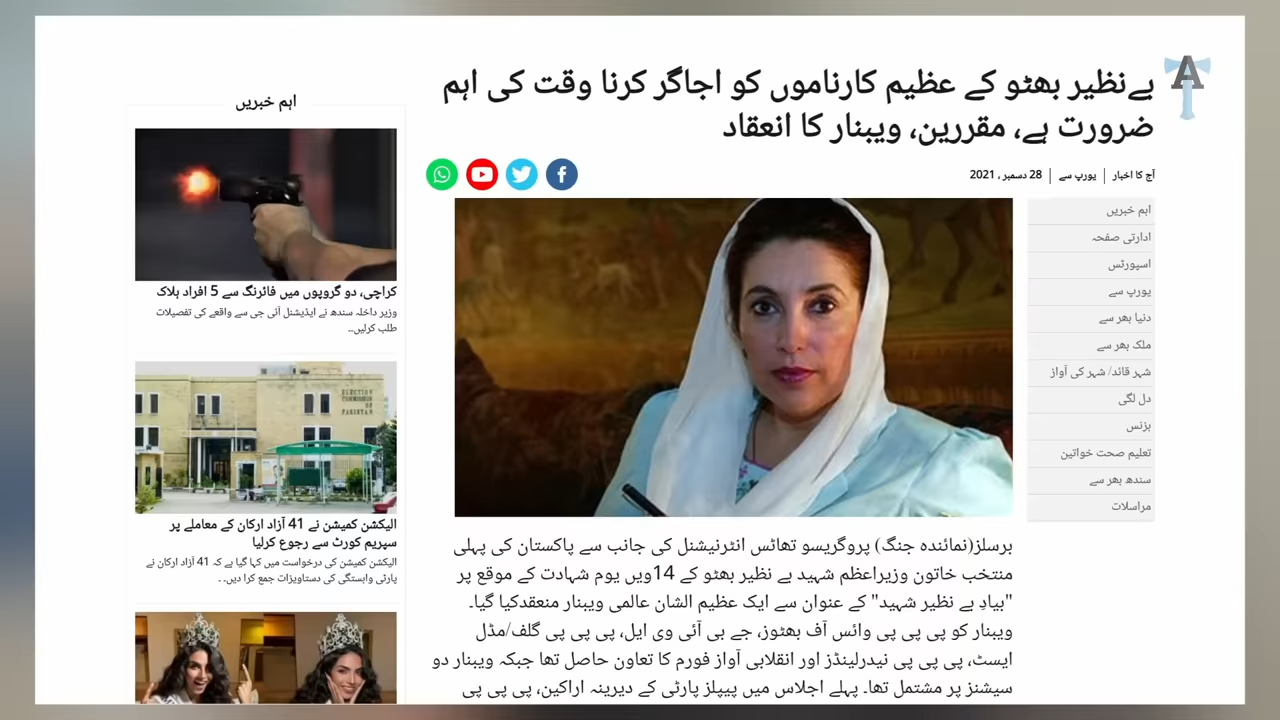 A
بےنظیر بھٹو کے عظیم کارناموں کو اجاگر کرنا وقت کی اہم
ضرورت ہے، مقررین، ویبنار کا انعقاد
آج کا اخبار | یورپ سے | 28 دسمبر ، 2021
اہم خبریں
ادارتی صفحہ
اسپورٹس
یورپ سے
دنیا بھر سے
ملک بھر سے
شہر قائد/ شہر کی آواز
دل لگی
بزنس
تعلیم صحت خواتین
سندھ بھر سے
مراسلات
برسلز(نمائندہ جنگ) پروگریسو تھاٹس انٹرنیشنل کی جانب سے پاکستان کی پہلی
منتخب خاتون وزیراعظم شہید بے نظیر بھٹو کے 14ویں یوم شہادت کے موقع پر
"بیادِ بے نظیر شہید" کے عنوان سے ایک عظیم الشان عالمی ویبنار منعقدکیا گیا۔
ویبنار کو پی پی پی وائس آف بھٹوز، جے بی آئی وی ایل، پی پی پی گلف/مڈل
ایسٹ، پی پی پی نیدرلینڈز اور انقلابی آواز فورم کا تعاون حاصل تھا جبکہ ویبنار دو
سیشنز پر مشتمل تھا۔ پہلے اجلاس میں پیپلز پارٹی کے دیرینہ اراکین، پی پی پی
اہم خبریں
کراچی، دو گروپوں میں فائرنگ سے 5 افراد ہلاک
وزیر داخلہ سندھ نے ایڈیشنل آئی جی سے واقعے کی تفصیلات
طلب کرلیں۔۔
ELECTION
COMMISSION
OF
PAKISTAN
الیکشن کمیشن نے 41 آزاد ارکان کے معاملے پر
سپریم کورٹ سے رجوع کرلیا
الیکشن کمیشن کی درخواست میں کہا گیا ہے کہ 41 آزاد ارکان نے
پارٹی وابستگی کی دستاویزات جمع کرا دیں۔ ۔